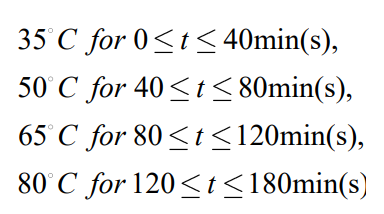 35°C for 0≤t≤40min(s),
50°C for 40≤t≤80min(s),
65°C for 80≤t≤120min(s),
80°C for 120≤t≤180min(s)